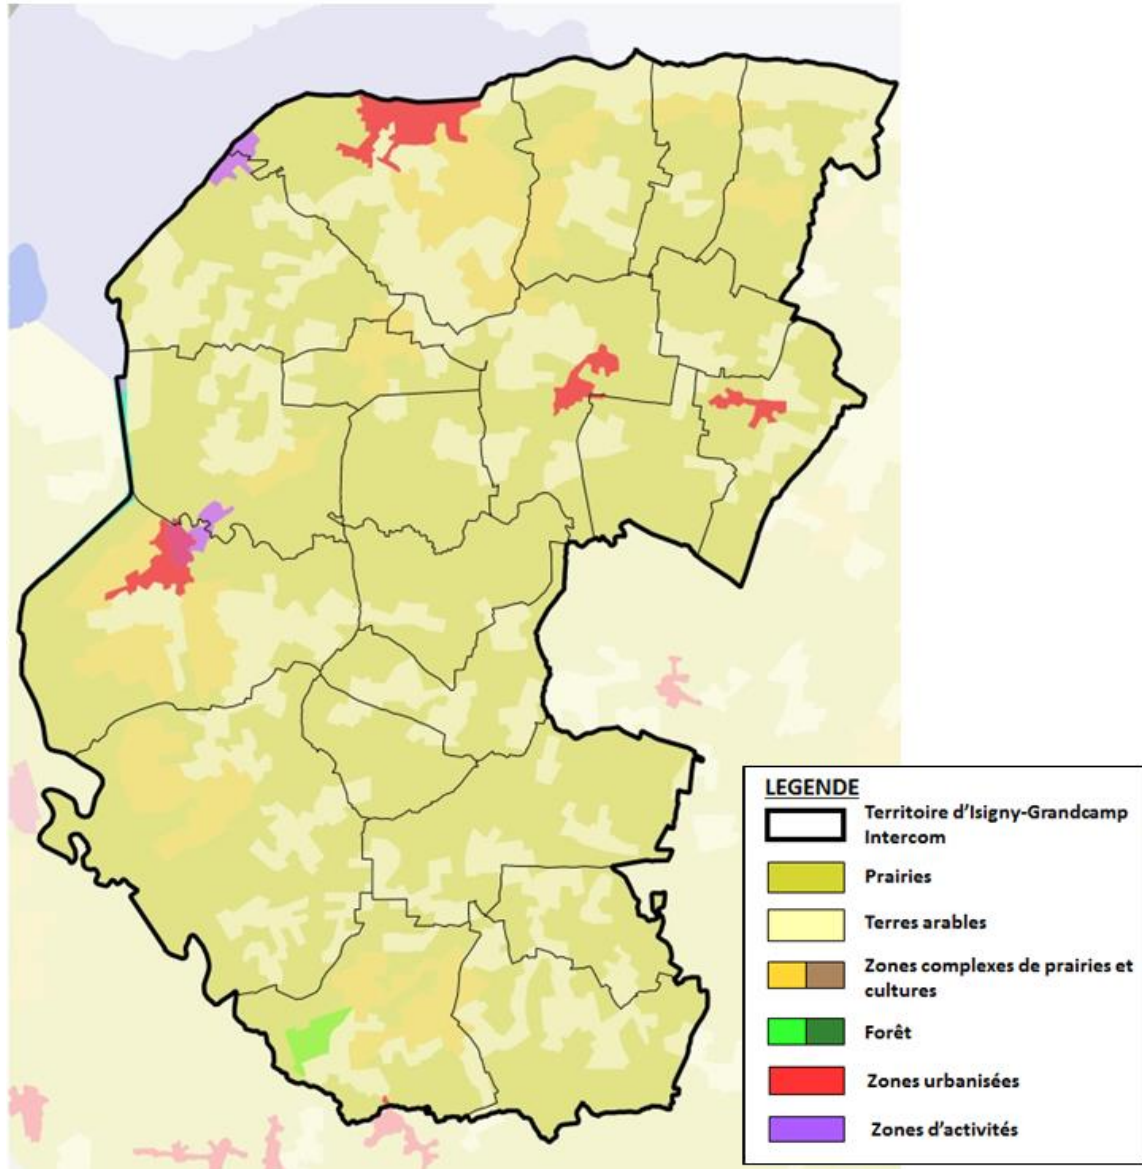 LEGENDE
Territoire d'Isigny-Grandcamp
Intercom
Prairies
Terres arables
Zones complexes de prairies et
cultures
Forêt
Zones urbanisées
Zones d'activités